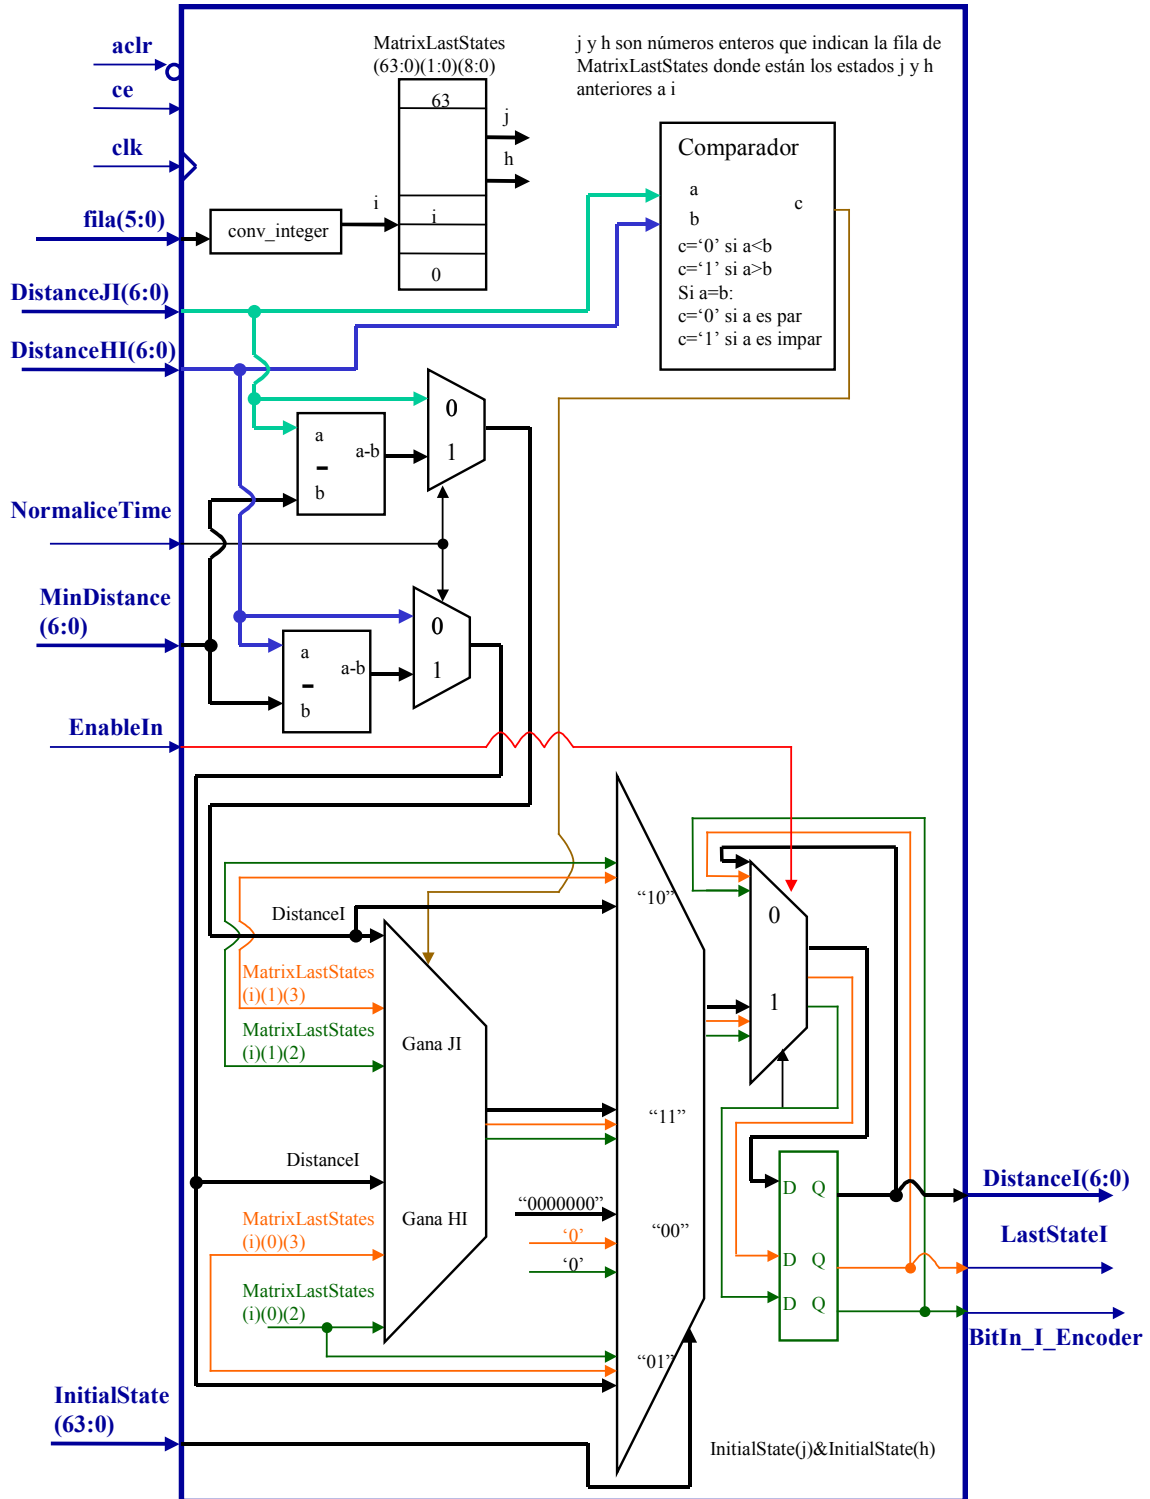 aclr
ce
clk
fila(5:0)
DistanceJI(6:0)
DistanceHI(6:0)
NormaliceTime
MinDistance
(6:0)
EnableIn
InitialState
(63:0)
MatrixLastStates
(63:0)(1:0)(8:0)
63
i
0
j
h
i
conv_integer
j y h son números enteros que indican la fila de
MatrixLastStates donde están los estados j y h
anteriores a i
Comparador
a
b
c
c=‘0’ si a<b
c=‘1’ si a>b
Si a=b:
c=‘0’ si a es par
c=‘1’ si a es impar
a
a-b
-
b
0
1
a
a-b
-
b
0
1
DistanceI
MatrixLastStates
(i)(1)(3)
MatrixLastStates
(i)(1)(2)
Gana JI
DistanceI
Gana HI
MatrixLastStates
(i)(0)(3)
MatrixLastStates
(i)(0)(2)
“0000000”
‘0’
‘0’
“10”
“11”
“00”
“01”
0
1
D Q
D Q
D Q
DistanceI(6:0)
LastStateI
BitIn_I_Encoder
InitialState(j)&InitialState(h)